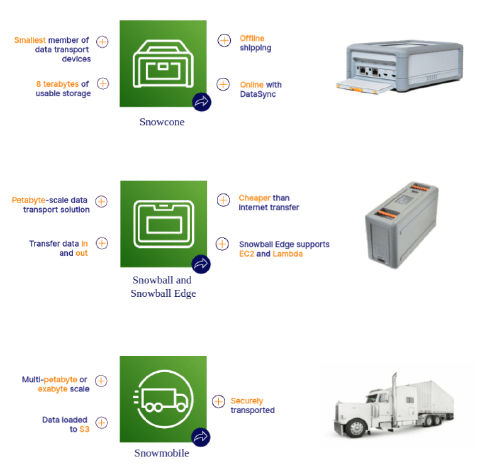 Smallest member of
data transport
devices
8 terabytes of
usable storage
Offline
shipping
Online with
DataSync
Snowcone
Petabyte-scale data
transport solution
Transfer data in
and out
Cheaper than
internet transfer
Snowball Edge supports
EC2 and Lambda
Snowball and
Snowball Edge
Multi-petabyte or
exabyte scale
Data loaded
to S3
Securely
transported
Snowmobile